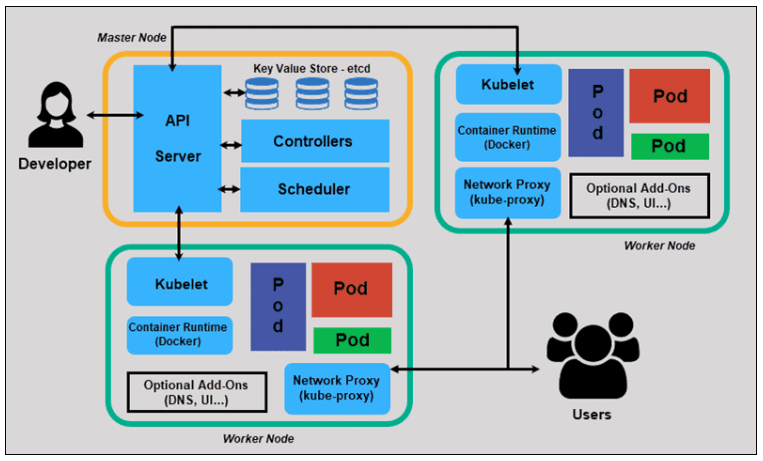 Master Node
Key Value Store - etcd
API
Server
Controllers
Scheduler
Developer
Kubelet
Container Runtime
(Docker)
Network Proxy
(kube-proxy)
P
o
d
Pod
Pod
Optional Add-Ons
(DNS, UI...)
Worker Node
Kubelet
Container Runtime
(Docker)
P
o
d
Pod
Pod
Optional Add-Ons
(DNS, UI...)
Network Proxy
(kube-proxy)
Worker Node
Users